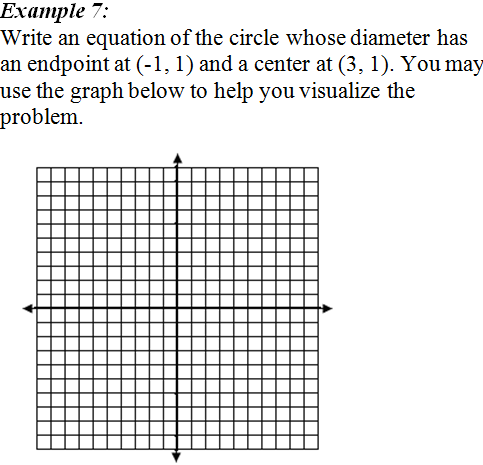 Example 7:
Write an equation of the circle whose diameter has
an endpoint at (-1, 1) and a center at (3, 1). You may
use the graph below to help you visualize the
problem.